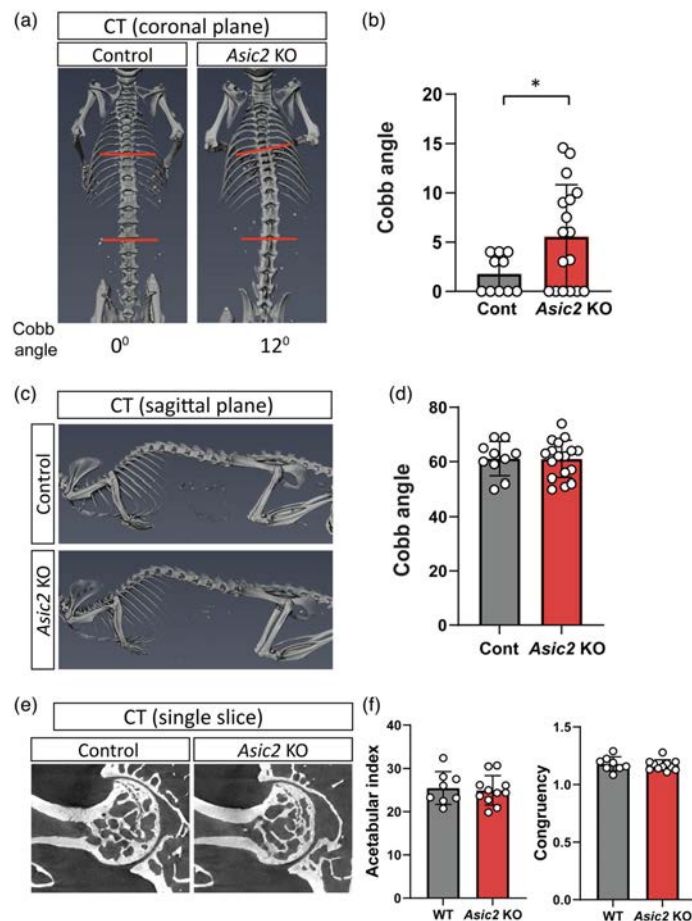 (a)
CT (coronal plane)
Control
Asic2 KO
Cobb angle
0⁰
12⁰
(b)
*
Cobb angle
20
15
10
5
0
Cont
Asic2 KO
(c)
CT (sagittal plane)
Control
Asic2 KO
(d)
Cobb angle
80
60
40
20
0
Cont
Asic2 KO
(e)
CT (single slice)
Control
Asic2 KO
(f)
Acetabular index
40
30
20
10
0
WT
Asic2 KO
Congruency
1.5
1.0
0.5
0.0
WT
Asic2 KO